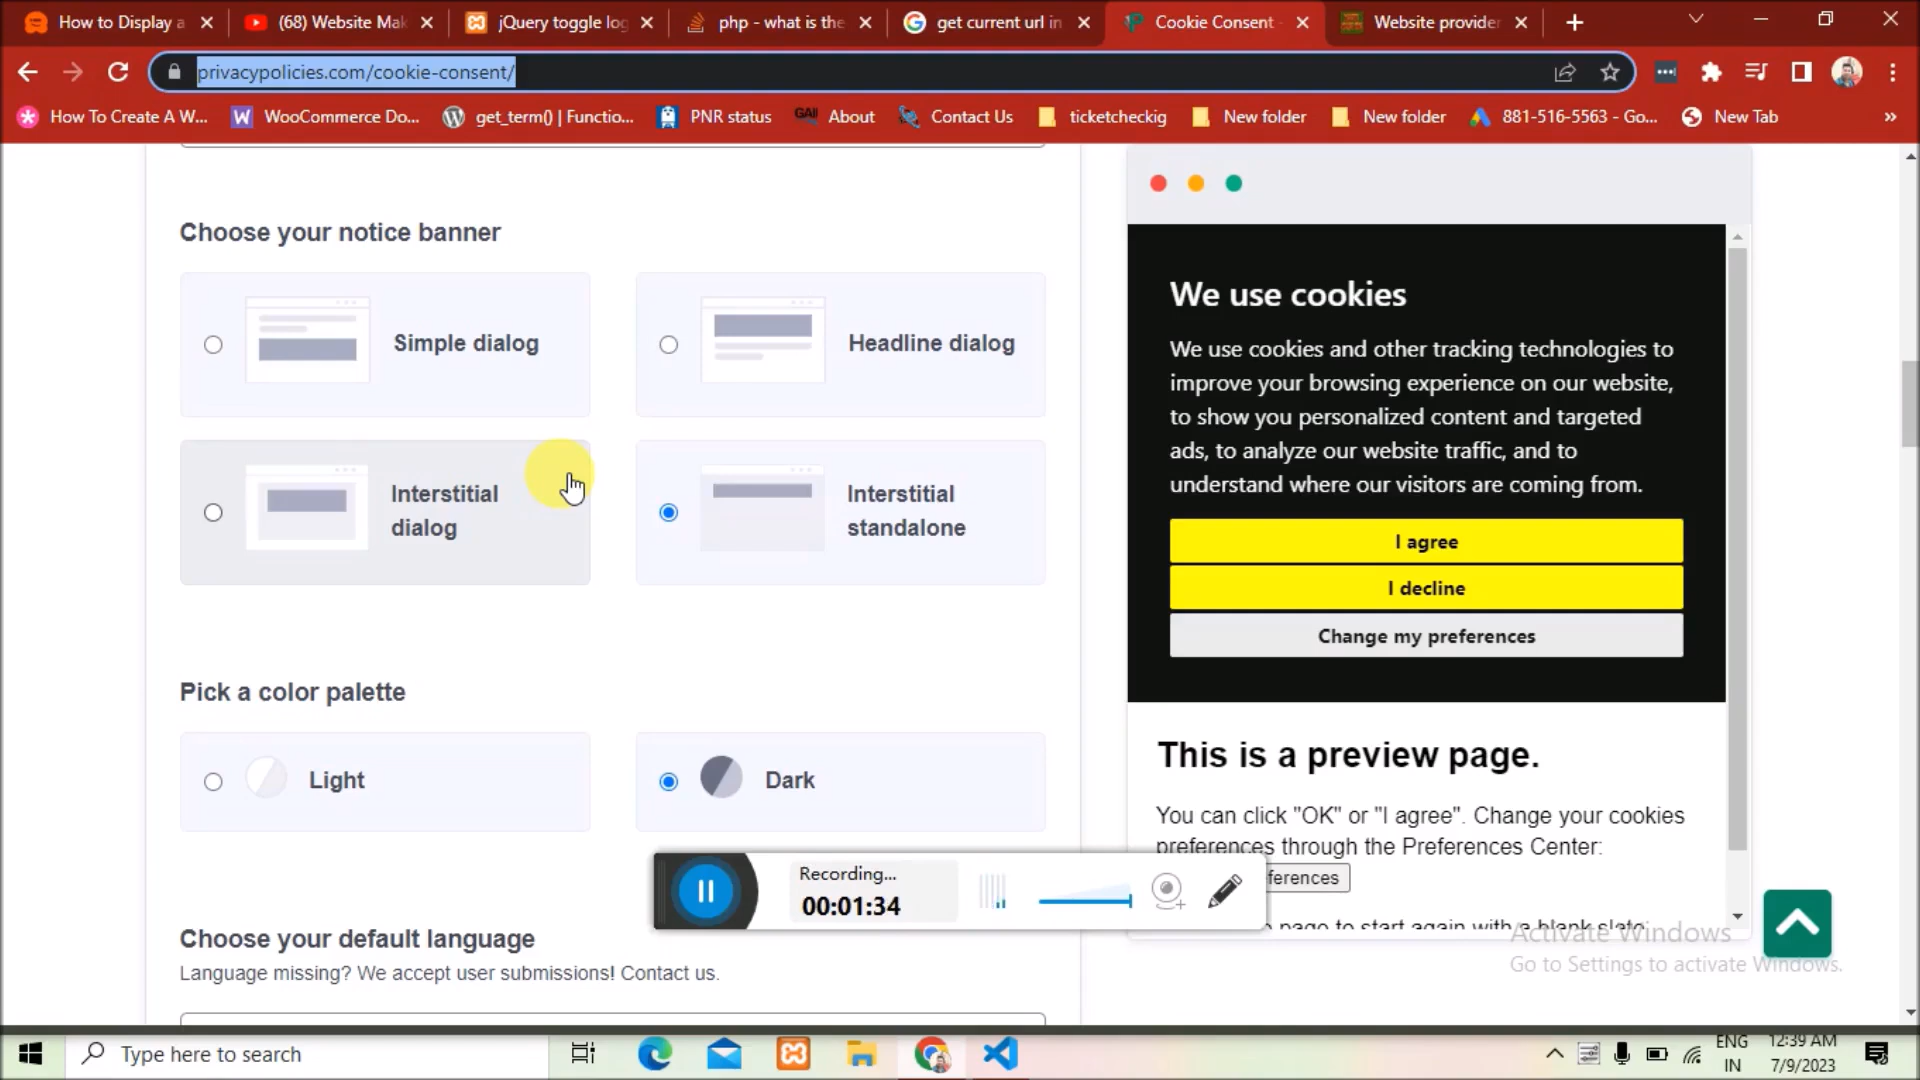 How to Display a
(68) Website Mak
jQuery toggle log
php - what is the
get current url in
Cookie Consent -
Website provider
privacypolicies.com/cookie-consent/
How To Create A W...
WooCommerce Do...
get_term() | Functio...
PNR status
About
Contact Us
ticketcheckig
New folder
New folder
881-516-5563 - Go...
New Tab
Choose your notice banner
Simple dialog
Headline dialog
Interstitial
dialog
Interstitial
standalone
Pick a color palette
Light
Dark
Choose your default language
Language missing? We accept user submissions! Contact us.
We use cookies
We use cookies and other tracking technologies to
improve your browsing experience on our website,
to show you personalized content and targeted
ads, to analyze our website traffic, and to
understand where our visitors are coming from.
I agree
I decline
Change my preferences
This is a preview page.
You can click "OK" or "I agree". Change your cookies
preferences through the Preferences Center:
ferences
page to start again with a blank slate
Recording...
00:01:34
Activate Windows
Go to Settings to activate Windows.
Type here to search
ENG
IN
12:39 AM
7/9/2023